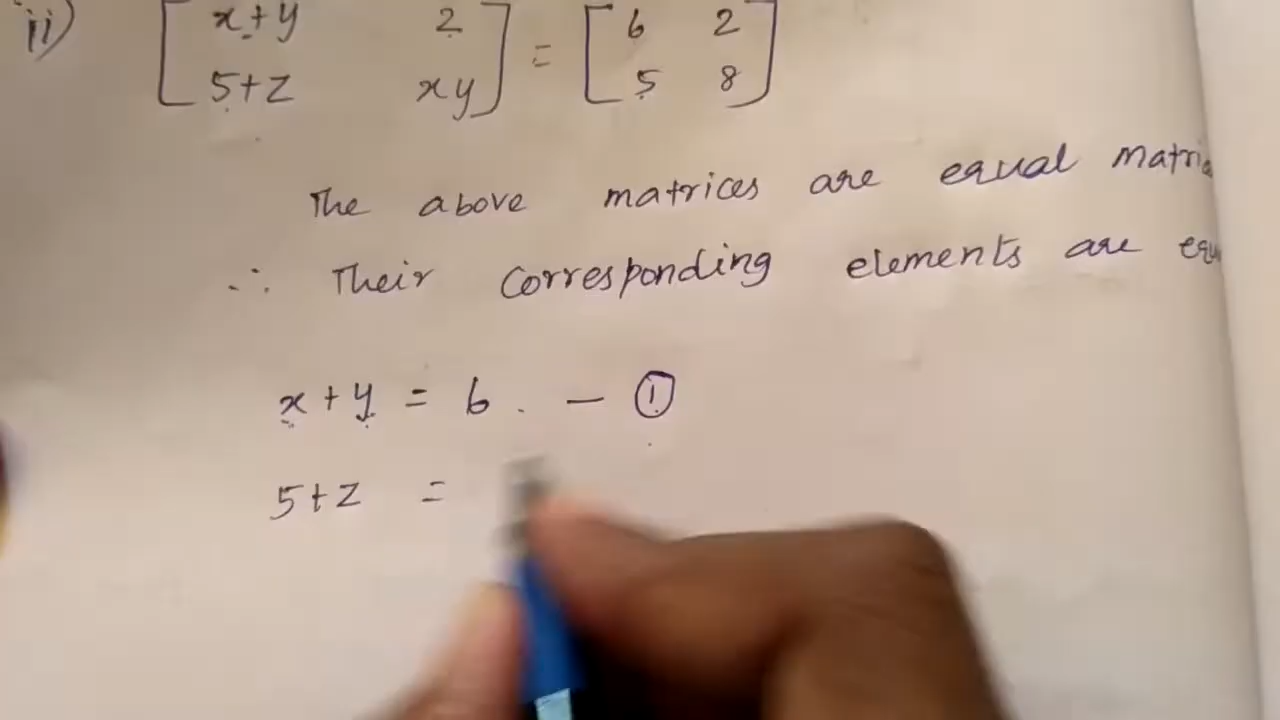 ii) [ x+y 2 ] = [ 6 2 ]
[ 5+z xy ] [ 5 8 ]
The above matrices are equal
∴ Their Corresponding elements are
x + y = 6 . — ①
5+z =